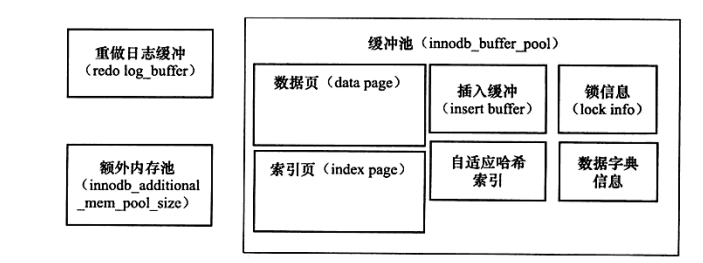 重做日志缓冲
（redo log_buffer）
额外内存池
（innodb_additional
_mem_pool_size）
缓冲池（innodb_buffer_pool）
数据页（data page）
插入缓冲
（insert buffer）
锁信息
（lock info）
索引页（index page）
自适应哈希
索引
数据字典
信息